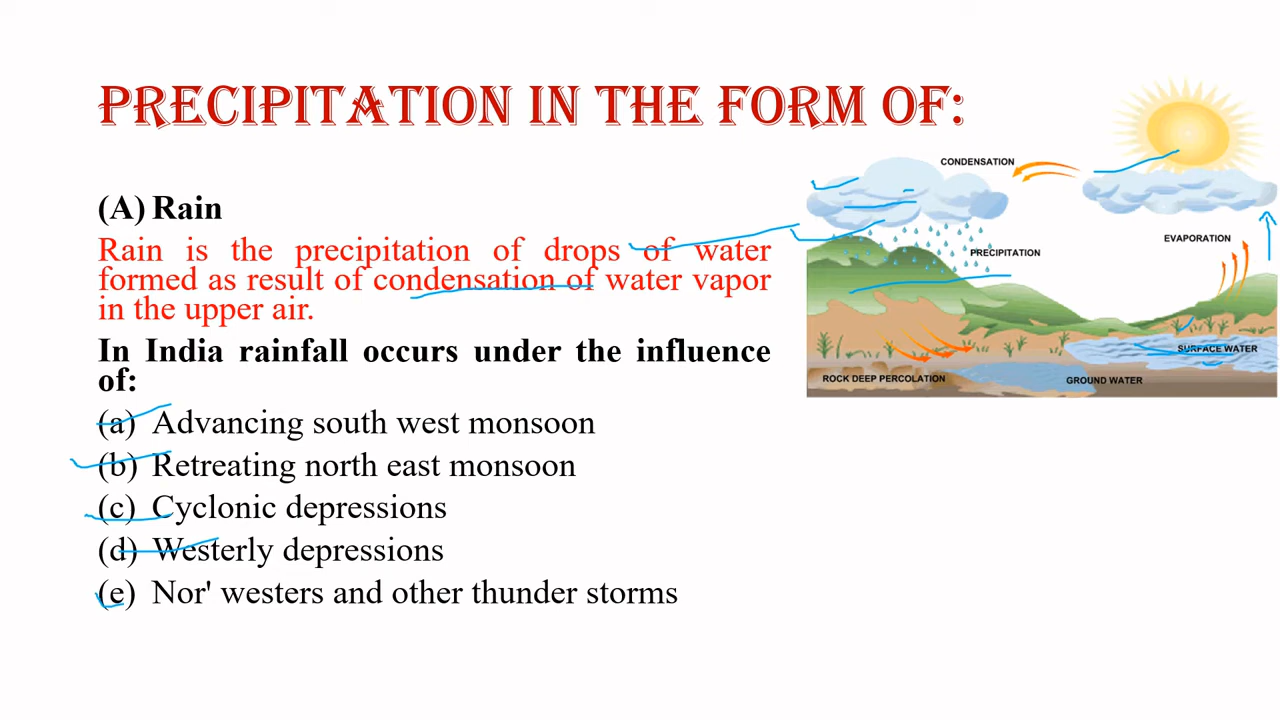 PRECIPITATION IN THE FORM OF:
(A) Rain
Rain is the precipitation of drops of water
formed as result of condensation of water vapor
in the upper air.
In India rainfall occurs under the influence
of:
(a) Advancing south west monsoon
(b) Retreating north east monsoon
(c) Cyclonic depressions
(d) Westerly depressions
(e) Nor' westers and other thunder storms
CONDENSATION
EVAPORATION
PRECIPITATION
SURFACE WATER
ROCK DEEP PERCOLATION
GROUND WATER